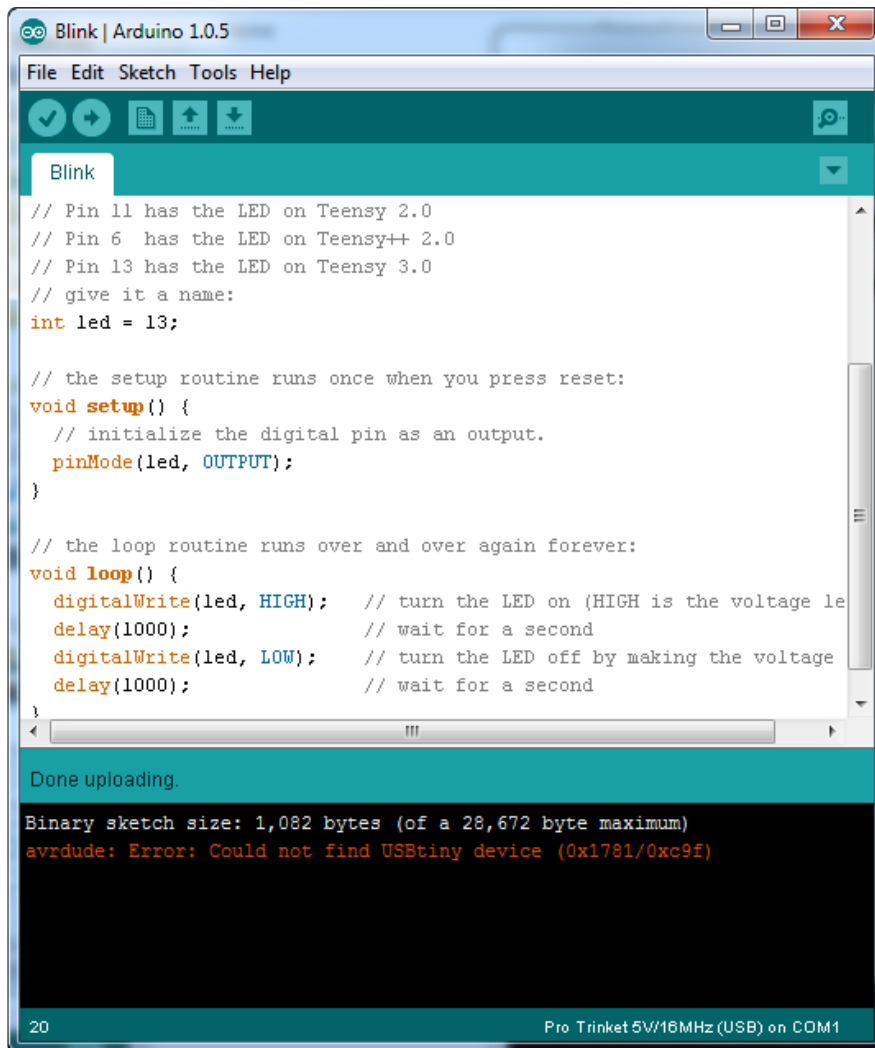 Blink | Arduino 1.0.5
File Edit Sketch Tools Help
Blink
// Pin 11 has the LED on Teensy 2.0
// Pin 6  has the LED on Teensy++ 2.0
// Pin 13 has the LED on Teensy 3.0
// give it a name:
int led = 13;
// the setup routine runs once when you press reset:
void setup() {
  // initialize the digital pin as an output.
  pinMode(led, OUTPUT);
}
// the loop routine runs over and over again forever:
void loop() {
  digitalWrite(led, HIGH);   // turn the LED on (HIGH is the voltage le
  delay(1000);               // wait for a second
  digitalWrite(led, LOW);    // turn the LED off by making the voltage
  delay(1000);               // wait for a second
}
Done uploading.
Binary sketch size: 1,082 bytes (of a 28,672 byte maximum)
avrdude: Error: Could not find USBtiny device (0x1781/0xc9f)
20 Pro Trinket 5V/16MHz (USB) on COM1